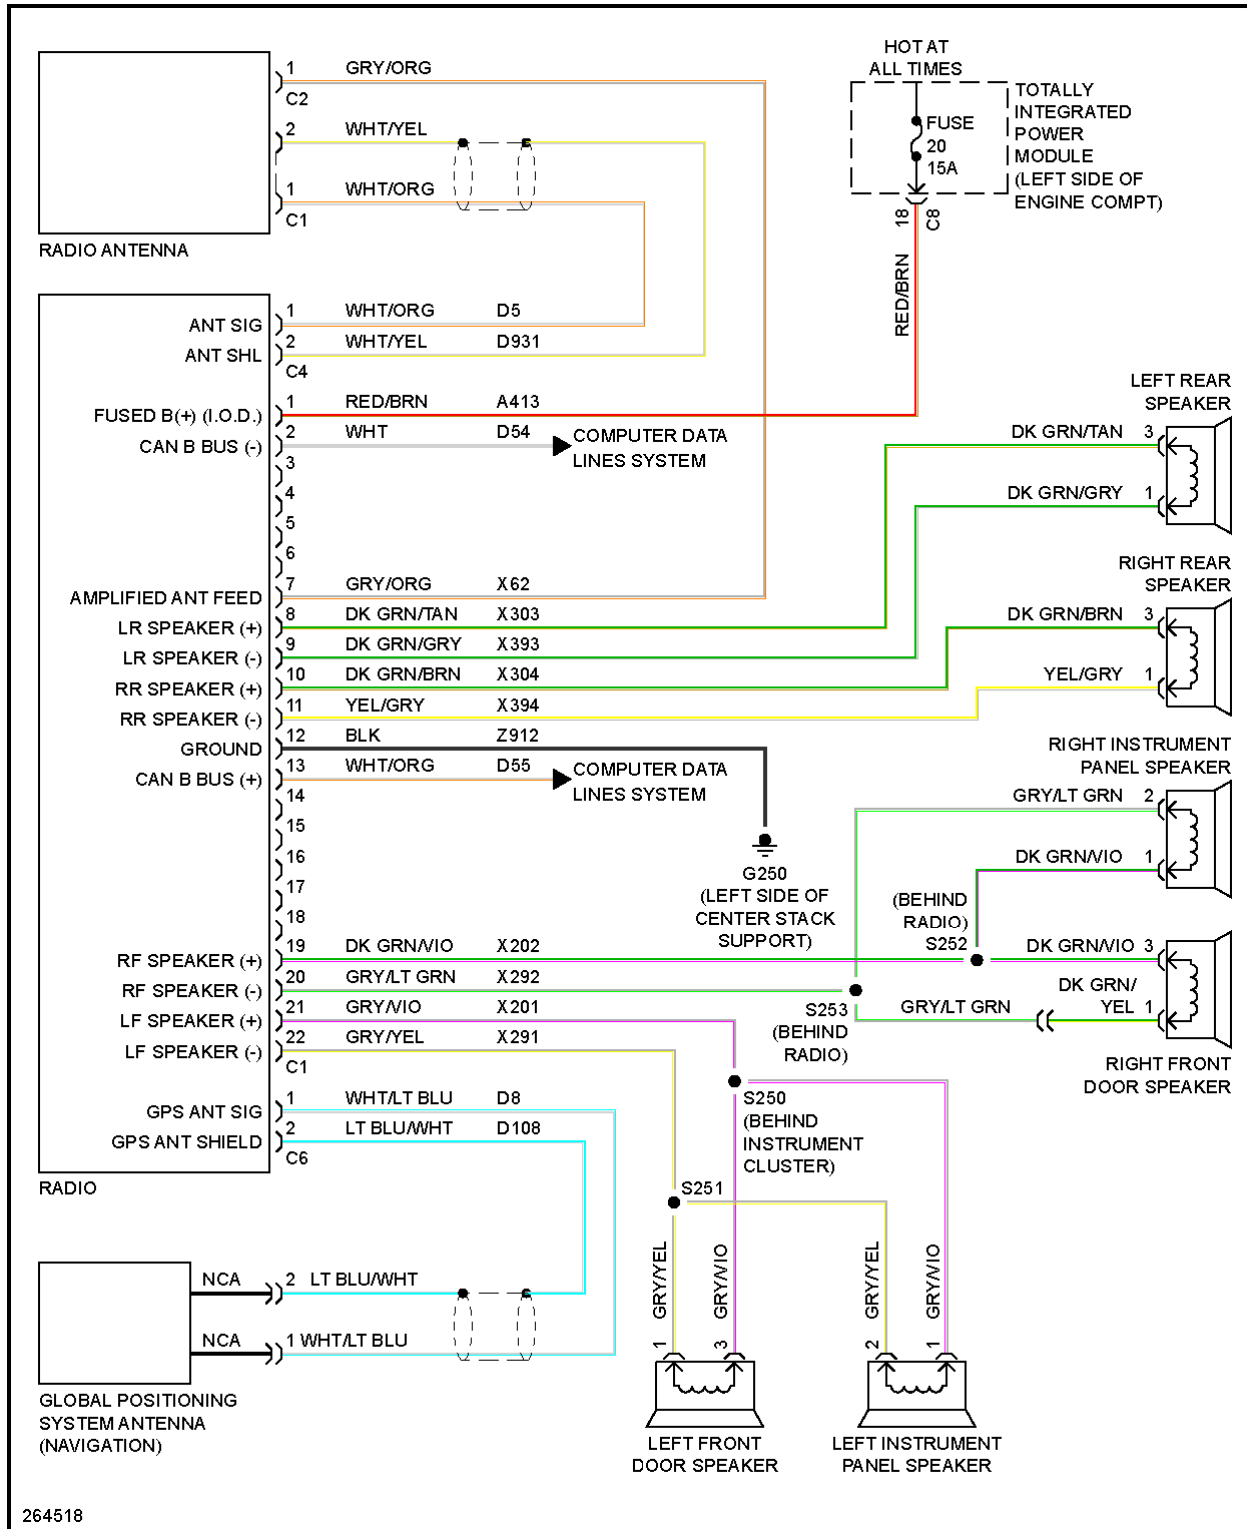 HOT AT
ALL TIMES
FUSE
20
15A
TOTALLY
INTEGRATED
POWER
MODULE
(LEFT SIDE OF
ENGINE COMPT)
18
C8
RED/BRN
1 GRY/ORG
C2
2 WHT/YEL
1 WHT/ORG
C1
RADIO ANTENNA
ANT SIG 1 WHT/ORG D5
ANT SHL 2 WHT/YEL D931
C4
FUSED B(+) (I.O.D.) 1 RED/BRN A413
CAN B BUS (-) 2 WHT D54
COMPUTER DATA
LINES SYSTEM
3
4
5
6
AMPLIFIED ANT FEED 7 GRY/ORG X62
LR SPEAKER (+) 8 DK GRN/TAN X303
LR SPEAKER (-) 9 DK GRN/GRY X393
RR SPEAKER (+) 10 DK GRN/BRN X304
RR SPEAKER (-) 11 YEL/GRY X394
GROUND 12 BLK Z912
CAN B BUS (+) 13 WHT/ORG D55
COMPUTER DATA
LINES SYSTEM
14
15
16
17
18
RF SPEAKER (+) 19 DK GRN/VIO X202
RF SPEAKER (-) 20 GRY/LT GRN X292
LF SPEAKER (+) 21 GRY/VIO X201
LF SPEAKER (-) 22 GRY/YEL X291
C1
GPS ANT SIG 1 WHT/LT BLU D8
GPS ANT SHIELD 2 LT BLU/WHT D108
C6
RADIO
LEFT REAR
SPEAKER
DK GRN/TAN 3
DK GRN/GRY 1
RIGHT REAR
SPEAKER
DK GRN/BRN 3
YEL/GRY 1
RIGHT INSTRUMENT
PANEL SPEAKER
GRY/LT GRN 2
DK GRN/VIO 1
G250
(LEFT SIDE OF
CENTER STACK
SUPPORT)
(BEHIND
RADIO)
S252
DK GRN/VIO 3
S253
(BEHIND
RADIO)
GRY/LT GRN
DK GRN/
YEL 1
RIGHT FRONT
DOOR SPEAKER
S250
(BEHIND
INSTRUMENT
CLUSTER)
S251
GRY/YEL
GRY/VIO
GRY/YEL
GRY/VIO
1
3
2
1
LEFT FRONT
DOOR SPEAKER
LEFT INSTRUMENT
PANEL SPEAKER
NCA 2 LT BLU/WHT
NCA 1 WHT/LT BLU
GLOBAL POSITIONING
SYSTEM ANTENNA
(NAVIGATION)
264518